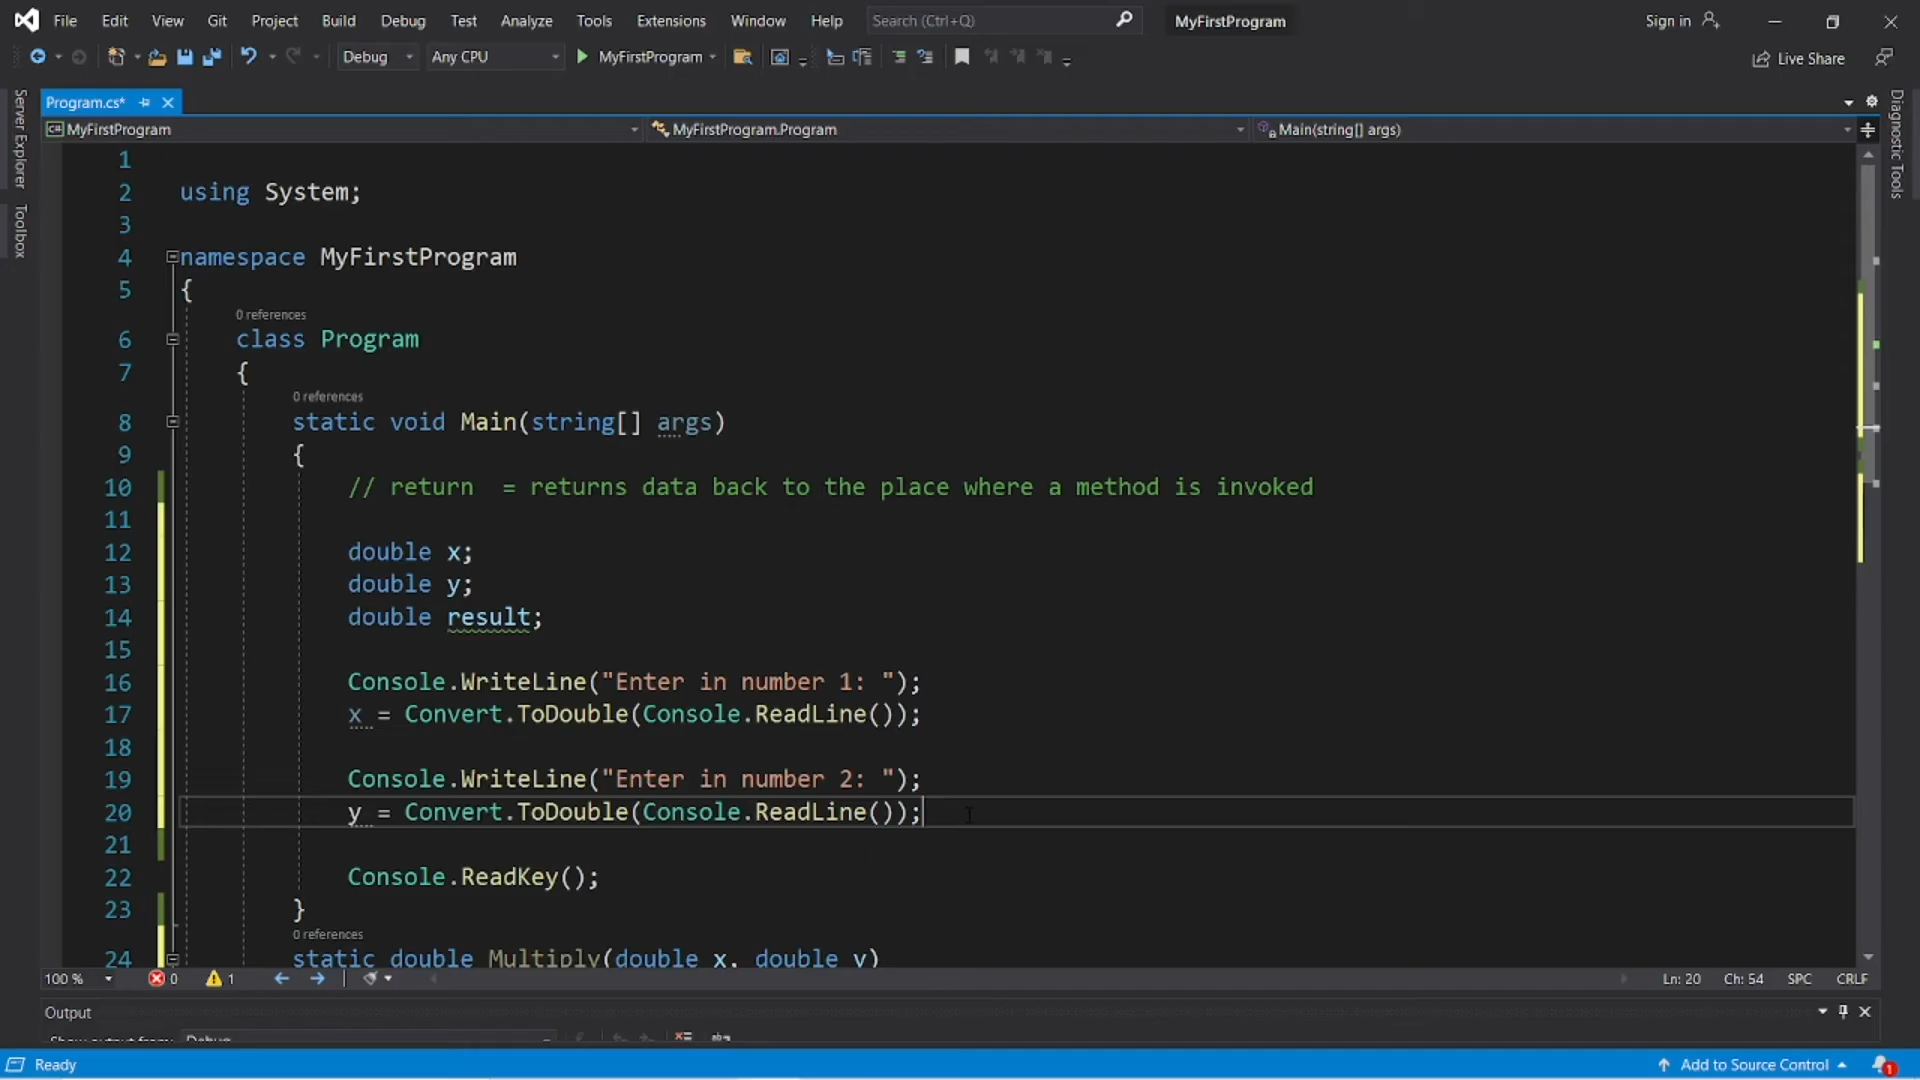 File Edit View Git Project Build Debug Test Analyze Tools Extensions Window Help Search (Ctrl+Q) MyFirstProgram Sign in
Debug Any CPU MyFirstProgram Live Share
Server Explorer
Toolbox
Program.cs*
MyFirstProgram MyFirstProgram.Program Main(string[] args)
Diagnostic Tools
1
2 using System;
3
4 namespace MyFirstProgram
5 {
0 references
6 class Program
7 {
0 references
8 static void Main(string[] args)
9 {
10 // return  = returns data back to the place where a method is invoked
11
12 double x;
13 double y;
14 double result;
15
16 Console.WriteLine("Enter in number 1: ");
17 x = Convert.ToDouble(Console.ReadLine());
18
19 Console.WriteLine("Enter in number 2: ");
20 y = Convert.ToDouble(Console.ReadLine());
21
22 Console.ReadKey();
23 }
0 references
24 static double Multiply(double x, double y)
100 % 0 1 Ln: 20 Ch: 54 SPC CRLF
Output
Show output from: Debug
Ready Add to Source Control 1